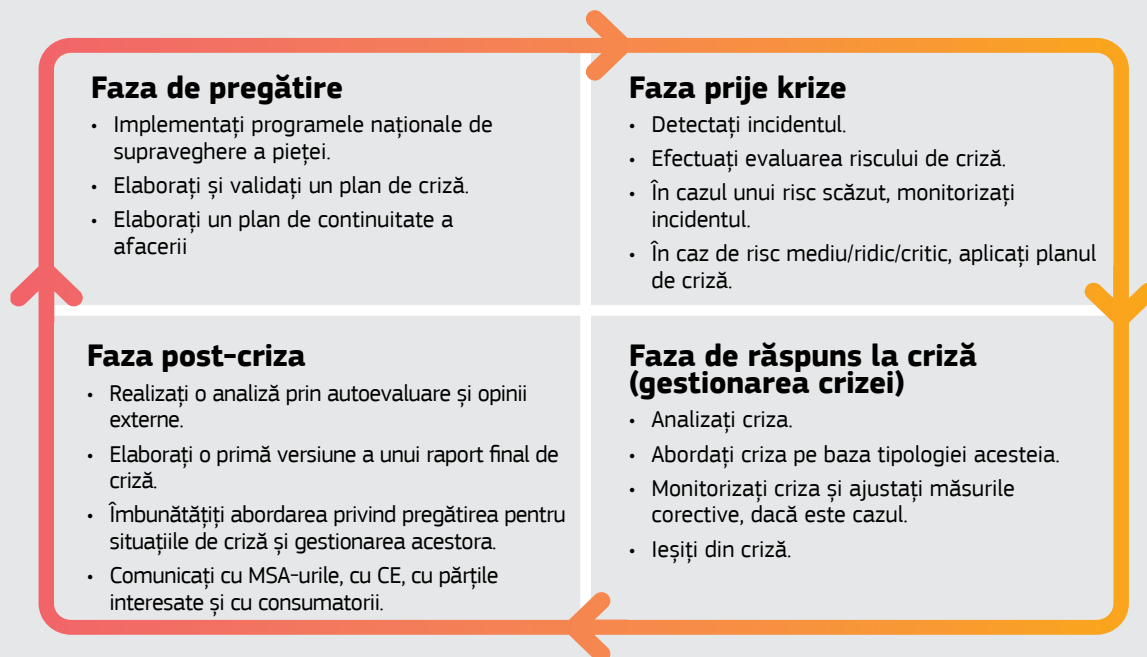 Faza de pregătire
• Implementați programele naționale de
supraveghere a pieței.
• Elaborați și validați un plan de criză.
• Elaborați un plan de continuitate a
afacerii
Faza prije krize
• Detectați incidentul.
• Efectuați evaluarea riscului de criză.
• În cazul unui risc scăzut, monitorizați
incidentul.
• În caz de risc mediu/ridic/critic, aplicați planul
de criză.
Faza post-criza
• Realizați o analiză prin autoevaluare și opinii
externe.
• Elaborați o primă versiune a unui raport final de
criză.
• Îmbunătățiți abordarea privind pregătirea pentru
situațiile de criză și gestionarea acestora.
• Comunicați cu MSA-urile, cu CE, cu părțile
interesate și cu consumatorii.
Faza de răspuns la criză
(gestionarea crizei)
• Analizați criza.
• Abordați criza pe baza tipologiei acesteia.
• Monitorizați criza și ajustați măsurile
corective, dacă este cazul.
• Ieșiți din criză.